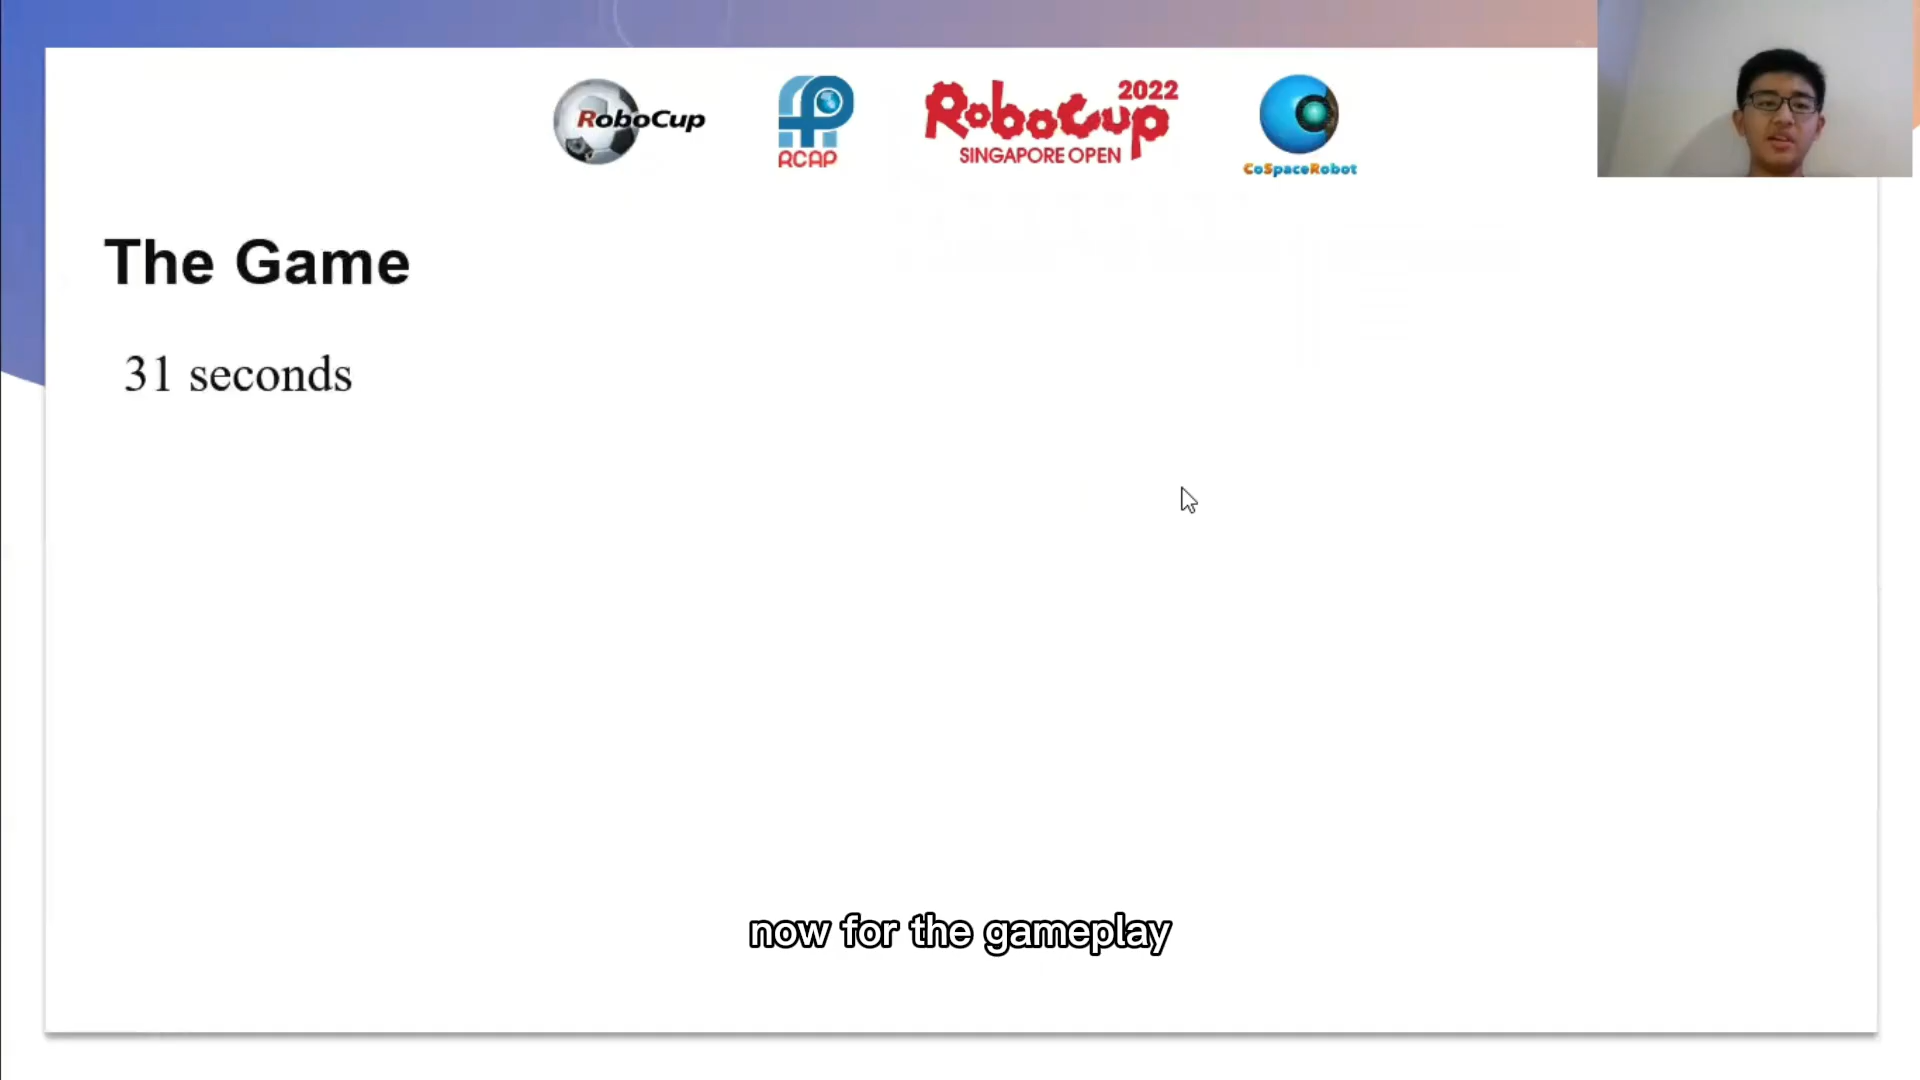 RoboCup
RCAP
RoboCup 2022
SINGAPORE OPEN
CoSpaceRobot
The Game
31 seconds
now for the gameplay